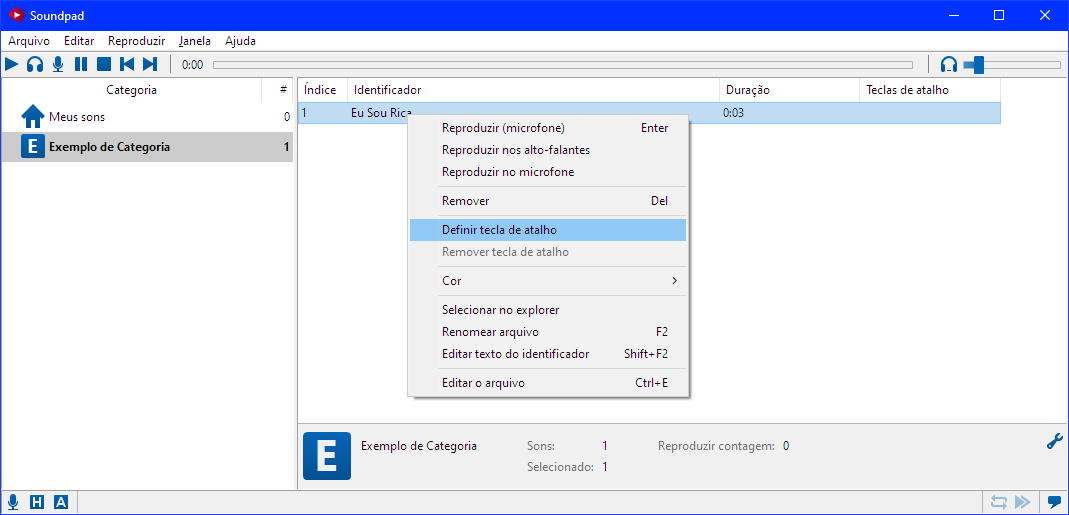 Soundpad
Arquivo Editar Reproduzir Janela Ajuda
0:00
Categoria #
Meus sons 0
E Exemplo de Categoria 1
Índice Identificador Duração Teclas de atalho
1 Eu Sou Rica 0:03
Reproduzir (microfone) Enter
Reproduzir nos alto-falantes
Reproduzir no microfone
Remover Del
Definir tecla de atalho
Remover tecla de atalho
Cor
Selecionar no explorer
Renomear arquivo F2
Editar texto do identificador Shift+F2
Editar o arquivo Ctrl+E
E Exemplo de Categoria Sons: 1 Reproduzir contagem: 0
Selecionado: 1
H A